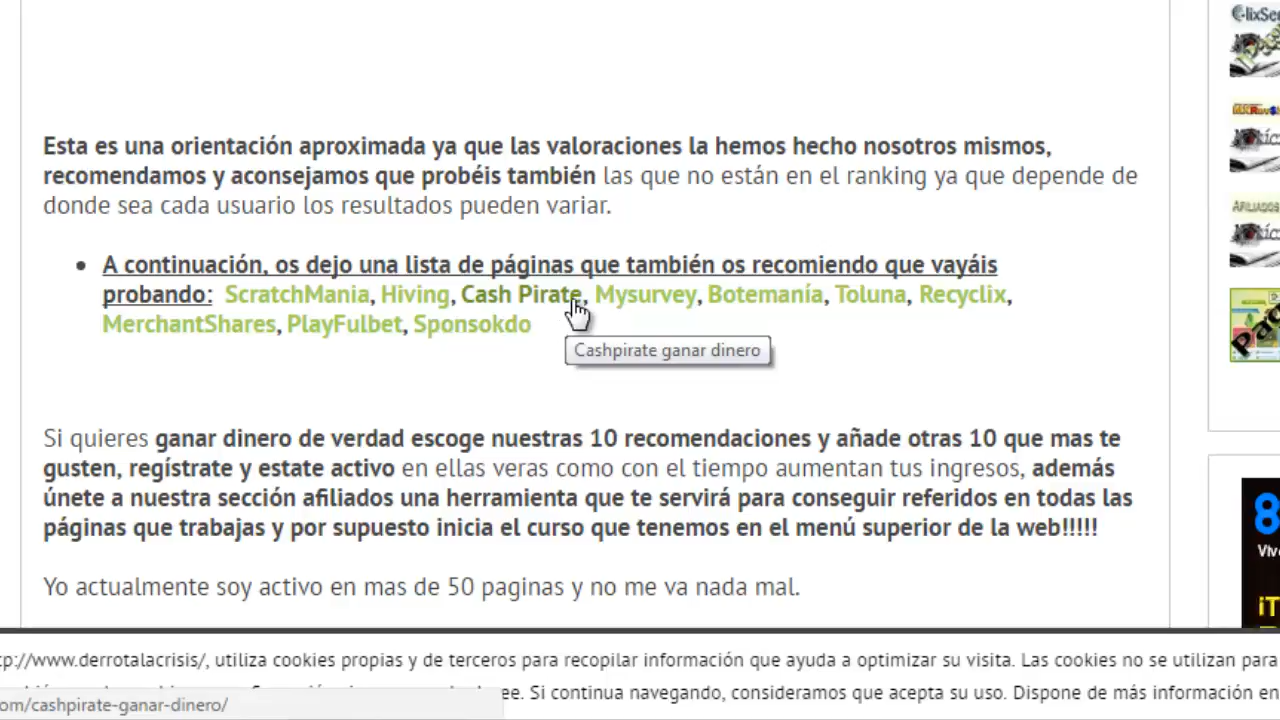 Esta es una orientación aproximada ya que las valoraciones la hemos hecho nosotros mismos,
recomendamos y aconsejamos que probéis también las que no están en el ranking ya que depende de
donde sea cada usuario los resultados pueden variar.
• A continuación, os dejo una lista de páginas que también os recomiendo que vayáis
probando: ScratchMania, Hiving, Cash Pirate, Mysurvey, Botemanía, Toluna, Recyclix,
MerchantShares, PlayFulbet, Sponsokdo
Cashpirate ganar dinero
Si quieres ganar dinero de verdad escoge nuestras 10 recomendaciones y añade otras 10 que mas te
gusten, regístrate y estate activo en ellas veras como con el tiempo aumentan tus ingresos, además
únete a nuestra sección afiliados una herramienta que te servirá para conseguir referidos en todas las
páginas que trabajas y por supuesto inicia el curso que tenemos en el menú superior de la web!!!!!
Yo actualmente soy activo en mas de 50 paginas y no me va nada mal.
tp://www.derrotalacrisis/, utiliza cookies propias y de terceros para recopilar información que ayuda a optimizar su visita. Las cookies no se utilizan para
ee. Si continua navegando, consideramos que acepta su uso. Dispone de más información en
om/cashpirate-ganar-dinero/
AFILIADOS
8
Viv
iT